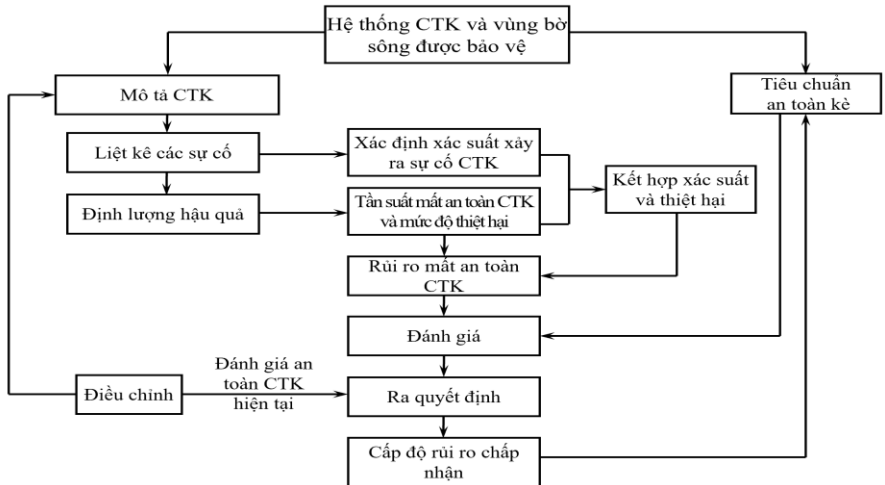 Hệ thống CTK và vùng bờ
sông được bảo vệ
Mô tả CTK
Tiêu chuẩn
an toàn kè
Liệt kê các sự cố
Xác định xác suất xảy
ra sự cố CTK
Kết hợp xác suất
và thiệt hại
Định lượng hậu quả
Tần suất mất an toàn CTK
và mức độ thiệt hại
Rủi ro mất an toàn
CTK
Đánh giá
Đánh giá an
toàn CTK
hiện tại
Điều chỉnh
Ra quyết định
Cấp độ rủi ro chấp
nhận